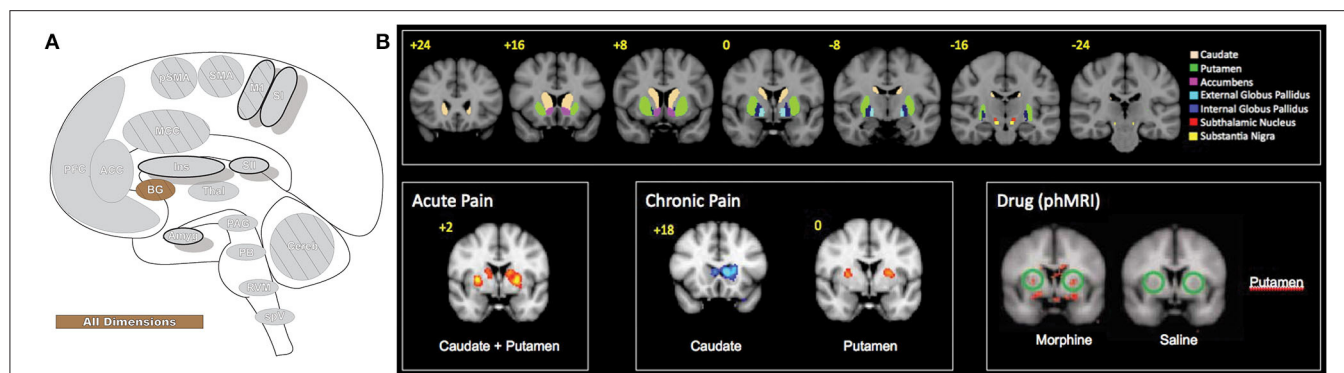 A
pSMA
SMA
M1
SI
MCC
PFC
ACC
Ins
SII
BG
Thal
Amyg
PAG
PB
Cereb
RVM
SpV
All Dimensions
B
+24
+16
+8
0
-8
-16
-24
Caudate
Putamen
Accumbens
External Globus Pallidus
Internal Globus Pallidus
Subthalamic Nucleus
Substantia Nigra
Acute Pain
+2
Caudate + Putamen
Chronic Pain
+18
0
Caudate
Putamen
Drug (phMRI)
Putamen
Morphine
Saline